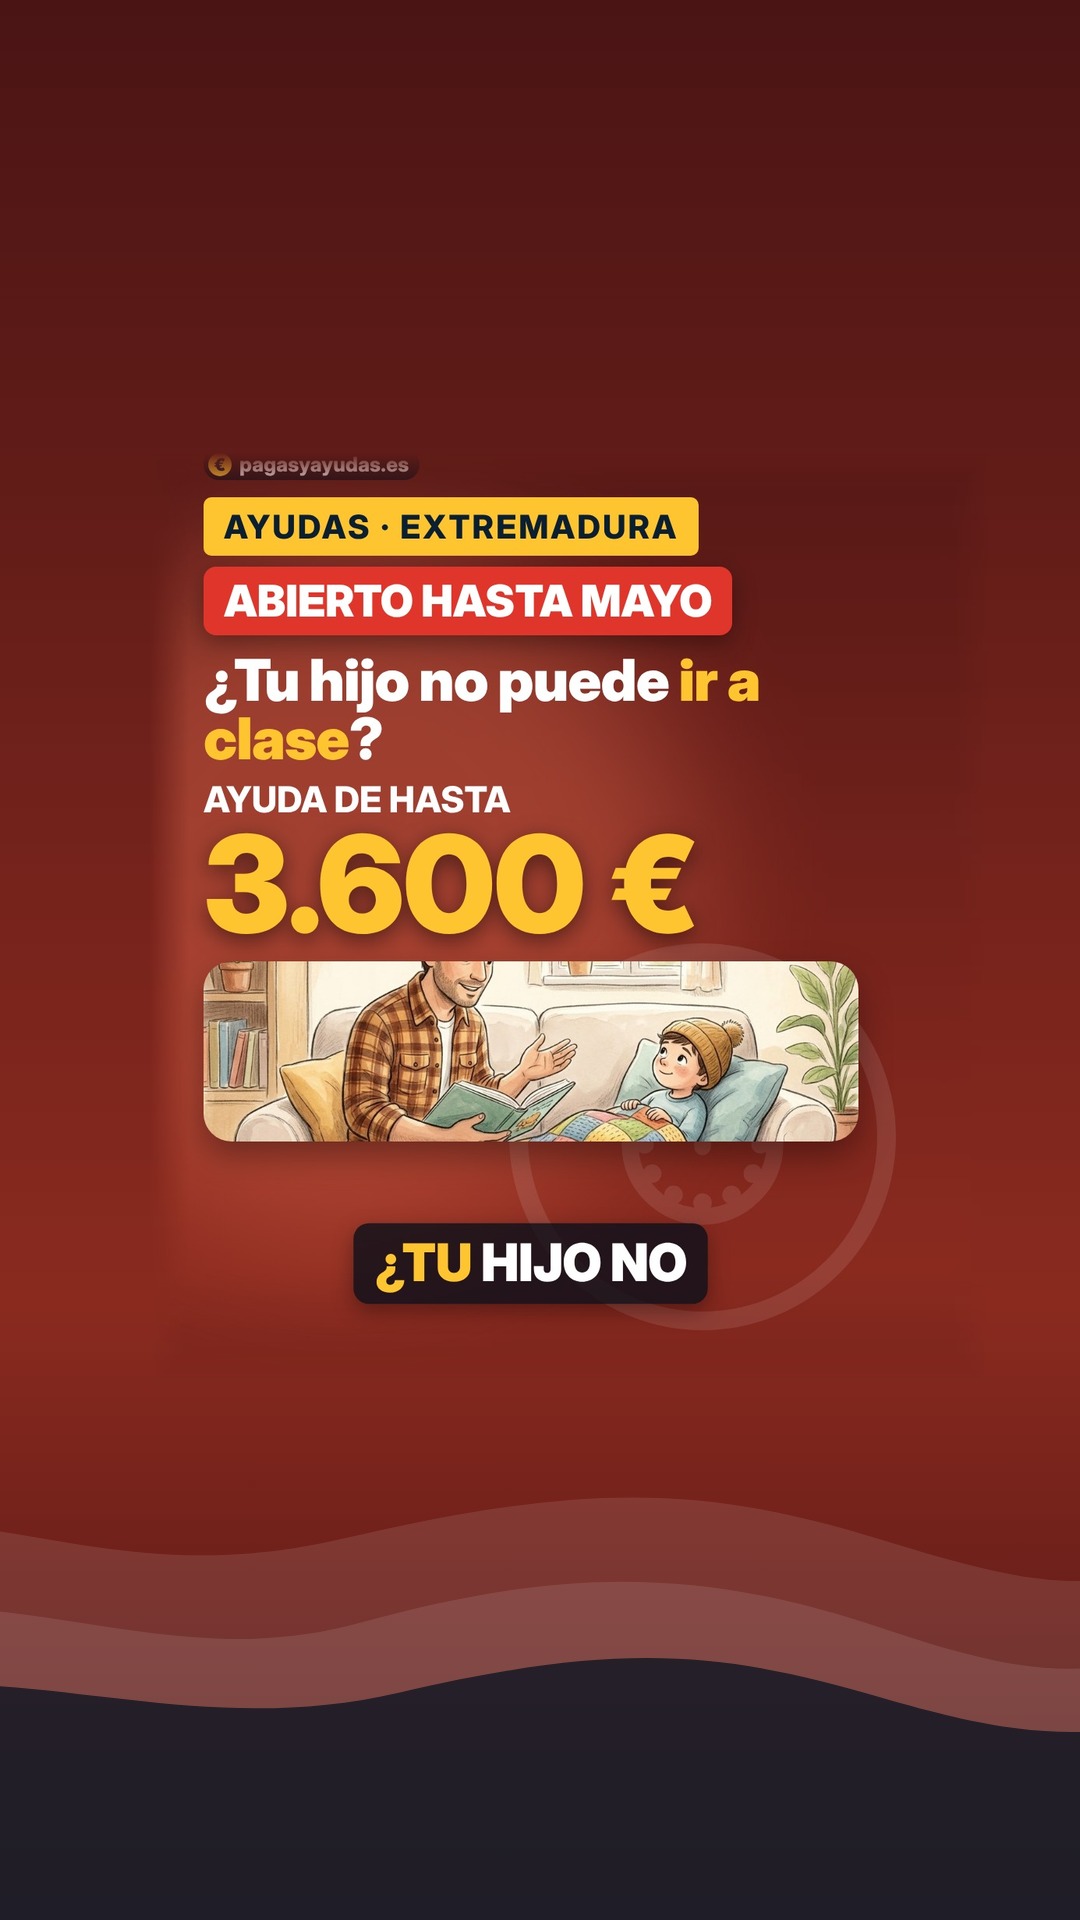 € pagasyayudas.es
AYUDAS · EXTREMADURA
ABIERTO HASTA MAYO
¿Tu hijo no puede ir a
clase?
AYUDA DE HASTA
3.600 €
¿TU HIJO NO